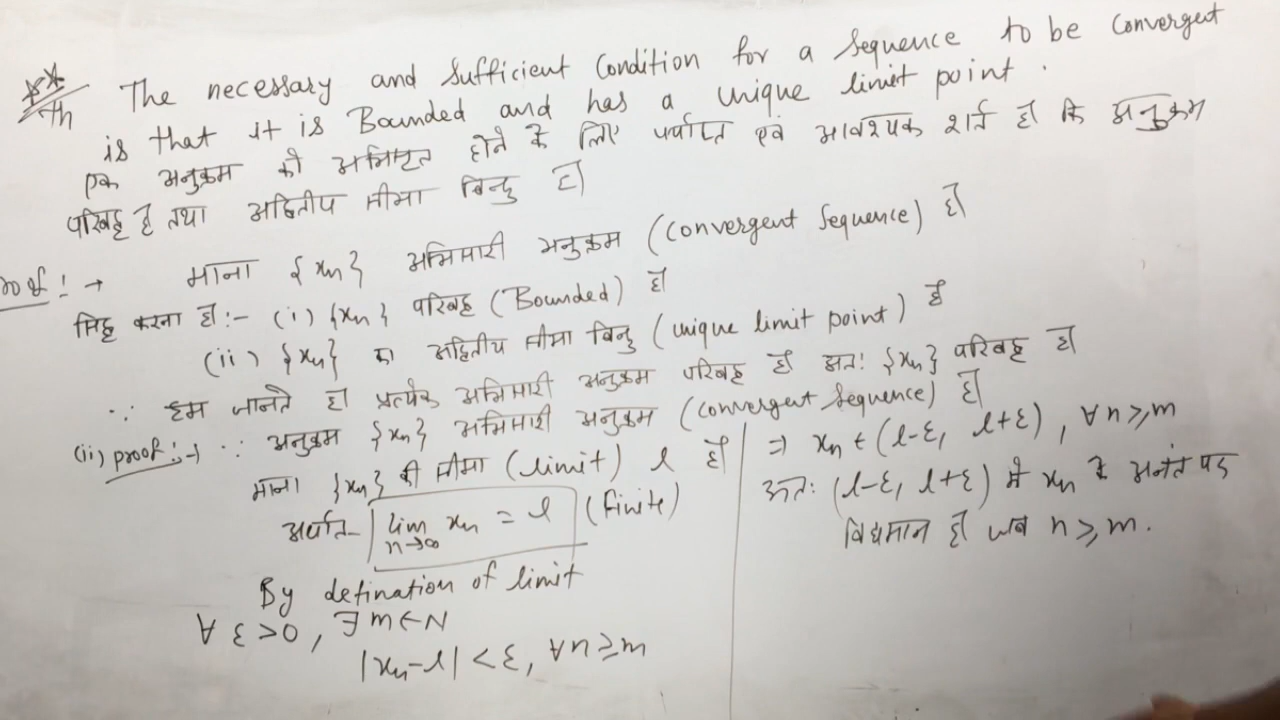 Th The necessary and sufficient Condition for a sequence to be Convergent
is that it is Bounded and has a unique limit point.
एक अनुक्रम को अभिसृत होने के लिए पर्याप्त एवं आवश्यक शर्त है कि अनुक्रम
परिबद्ध है तथा अद्वितीय सीमा बिन्दु है।
Proof :→ माना {xn} अभिसारी अनुक्रम (Convergent Sequence) है
सिद्ध करना है:- (i) {xn} परिबद्ध (Bounded) है
(ii) {xn} का अद्वितीय सीमा बिन्दु (unique limit point) है
∵ हम जानते है प्रत्येक अभिसारी अनुक्रम परिबद्ध है अतः {xn} परिबद्ध है
(ii) proof :-) ∵ अनुक्रम {xn} अभिसारी अनुक्रम (Convergent Sequence) है
माना {xn} की सीमा (limit) l है
अर्थात- lim n→∞ xn = l (finite)
By defination of limit
∀ ε>0, ∃ m∈N
|xn-l| <ε, ∀n≥m
⇒ xn ∈ (l-ε, l+ε), ∀n≥m
अतः (l-ε, l+ε) में xn के अनंत पद
विद्यमान है जब n≥m.